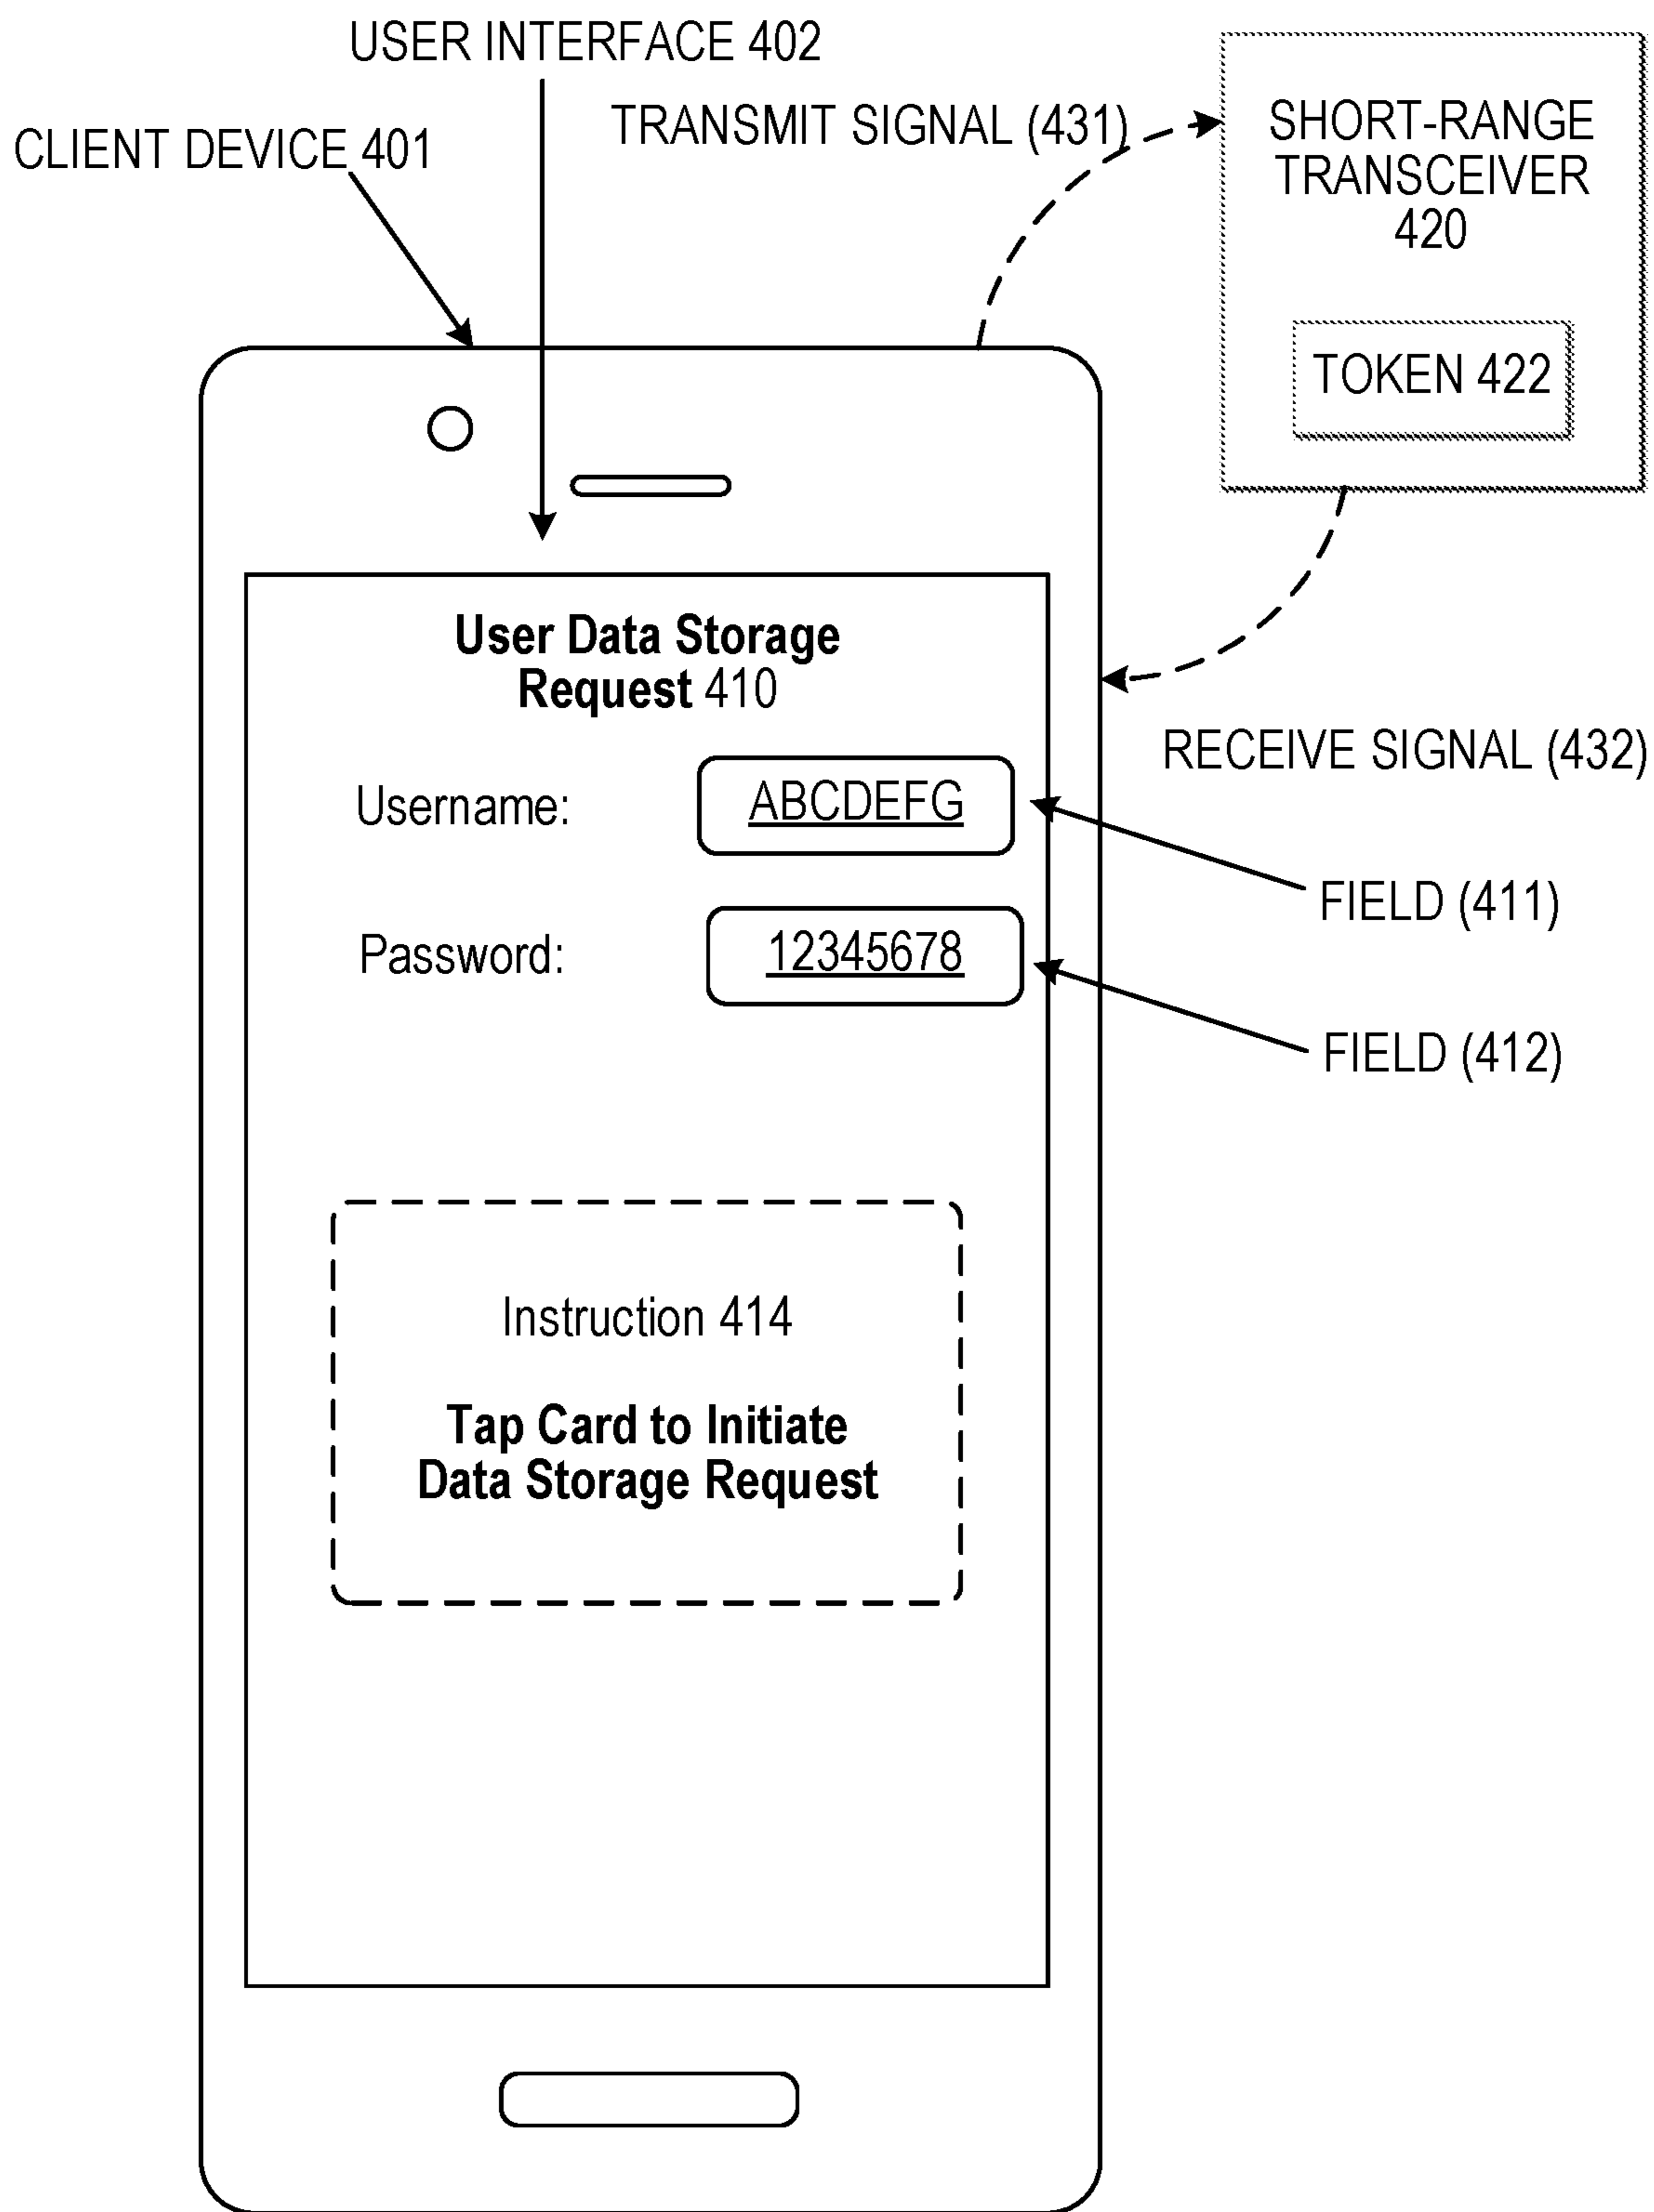 USER INTERFACE 402
CLIENT DEVICE 401
TRANSMIT SIGNAL (431)
SHORT-RANGE
TRANSCEIVER
420
TOKEN 422
User Data Storage
Request 410
RECEIVE SIGNAL (432)
Username:
ABCDEFG
FIELD (411)
Password:
12345678
FIELD (412)
Instruction 414
Tap Card to Initiate
Data Storage Request